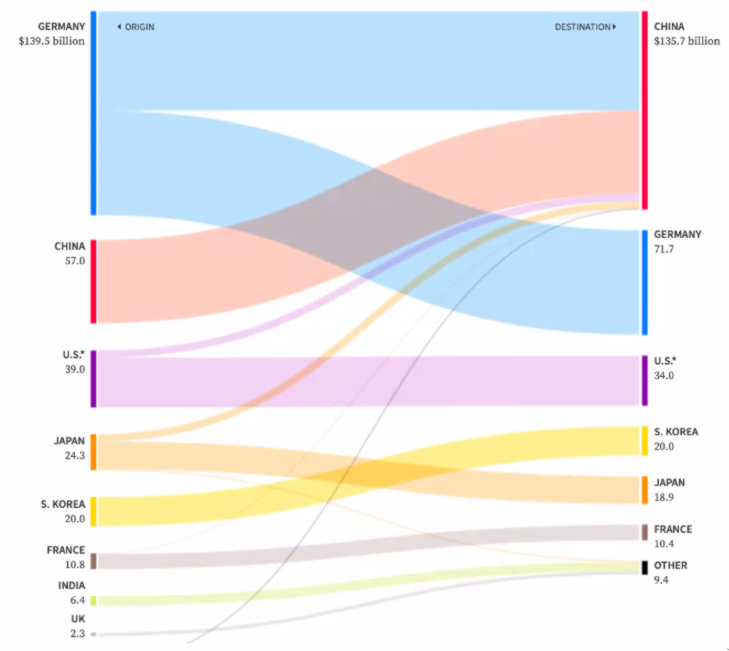 GERMANY
$139.5 billion
ORIGIN
DESTINATION
CHINA
$135.7 billion
CHINA
57.0
GERMANY
71.7
U.S.*
39.0
U.S.*
34.0
JAPAN
24.3
S. KOREA
20.0
S. KOREA
20.0
JAPAN
18.9
FRANCE
10.8
FRANCE
10.4
INDIA
6.4
OTHER
9.4
UK
2.3